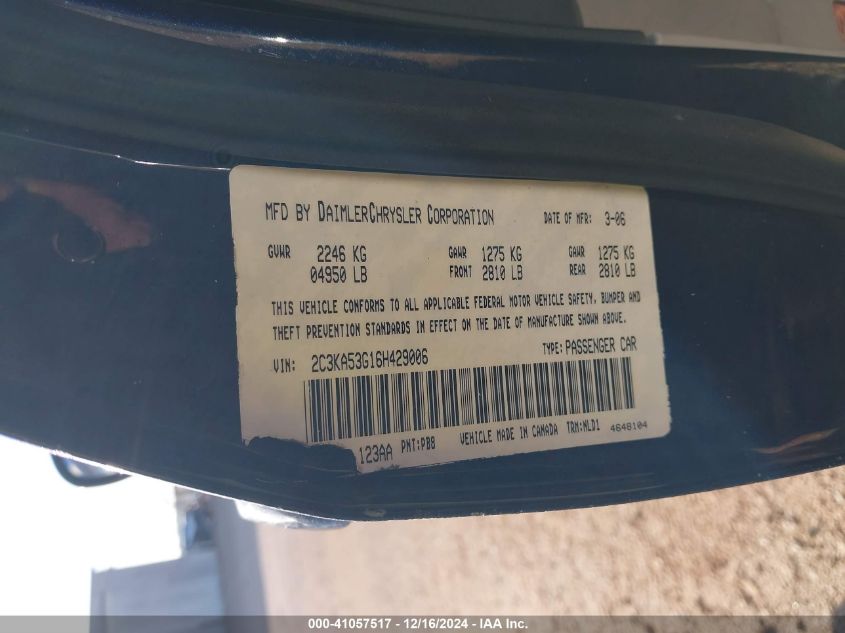 MFD BY DAIMLERCHRYSLER CORPORATION DATE OF MFR: 3-06
GVWR 2246 KG GAWR 1275 KG GAWR 1275 KG
04950 LB FRONT 2810 LB REAR 2810 LB
THIS VEHICLE CONFORMS TO ALL APPLICABLE FEDERAL MOTOR VEHICLE SAFETY, BUMPER AND
THEFT PREVENTION STANDARDS IN EFFECT ON THE DATE OF MANUFACTURE SHOWN ABOVE.
VIN: 2C3KA53G16H429006 TYPE: PASSENGER CAR
123AA PNT:PB8 VEHICLE MADE IN CANADA TRM:NLD1 4648104
000-41057517 - 12/16/2024 - IAA Inc.